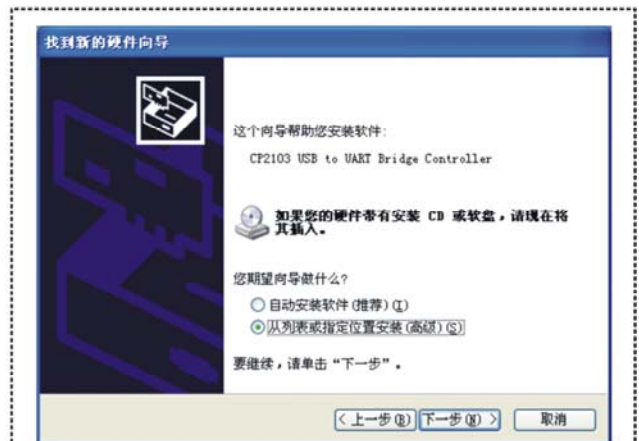 找到新的硬件向导
这个向导帮助您安装软件:
CP2103 USB to UART Bridge Controller
如果您的硬件带有安装 CD 或软盘，请现在将
其插入。
您期望向导做什么?
自动安装软件(推荐)(I)
从列表或指定位置安装(高级)(S)
要继续，请单击“下一步”。
< 上一步(B)
下一步(N) >
取消